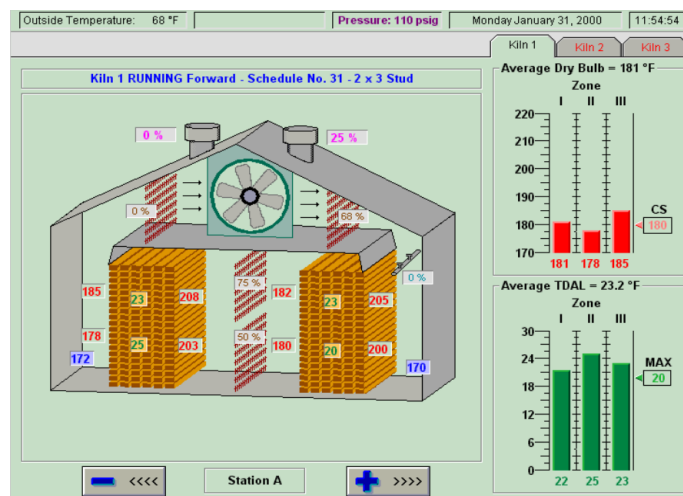 Outside Temperature: 68 °F Pressure: 110 psig Monday January 31, 2000 11:54:54
Kiln 1 Kiln 2 Kiln 3
Kiln 1 RUNNING Forward - Schedule No. 31 - 2 x 3 Stud
0 % 25 %
0 % 68 %
0 %
185 23 208 75 % 182 23 205
178 25 203 50 % 180 20 200
172 170
<<<< Station A >>>>
Average Dry Bulb = 181 °F
Zone
I II III
220
210
200
190
180
170
CS
180
181 178 185
Average TDAL = 23.2 °F
Zone
I II III
30
24
18
12
6
0
MAX
20
22 25 23